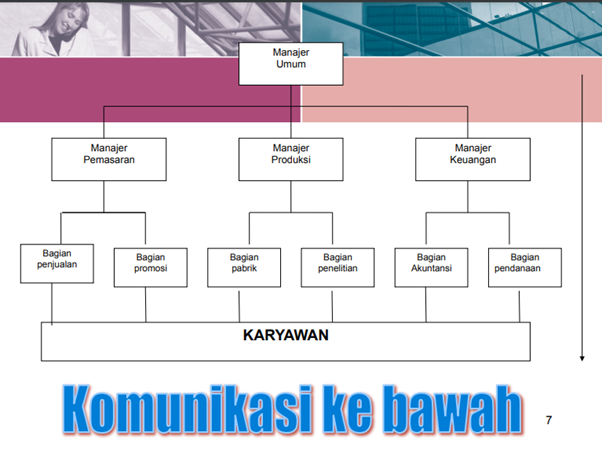 Manajer
Umum
Manajer
Pemasaran
Manajer
Produksi
Manajer
Keuangan
Bagian
penjualan
Bagian
promosi
Bagian
pabrik
Bagian
penelitian
Bagian
Akuntansi
Bagian
pendanaan
KARYAWAN
Komunikasi ke bawah
7